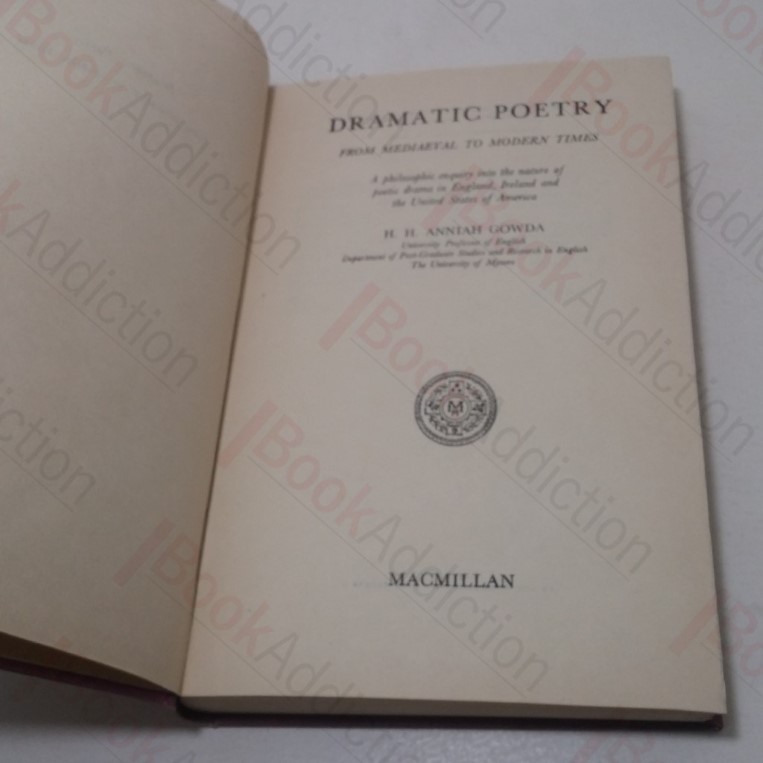 DRAMATIC POETRY
FROM MEDIAEVAL TO MODERN TIMES
A philosophic enquiry into the nature of
poetic drama in England, Ireland and
the United States of America
H. H. ANNIAH GOWDA
University Professor of English
Department of Post-Graduate Studies and Research in English
The University of Mysore
MACMILLAN
BookAddiction